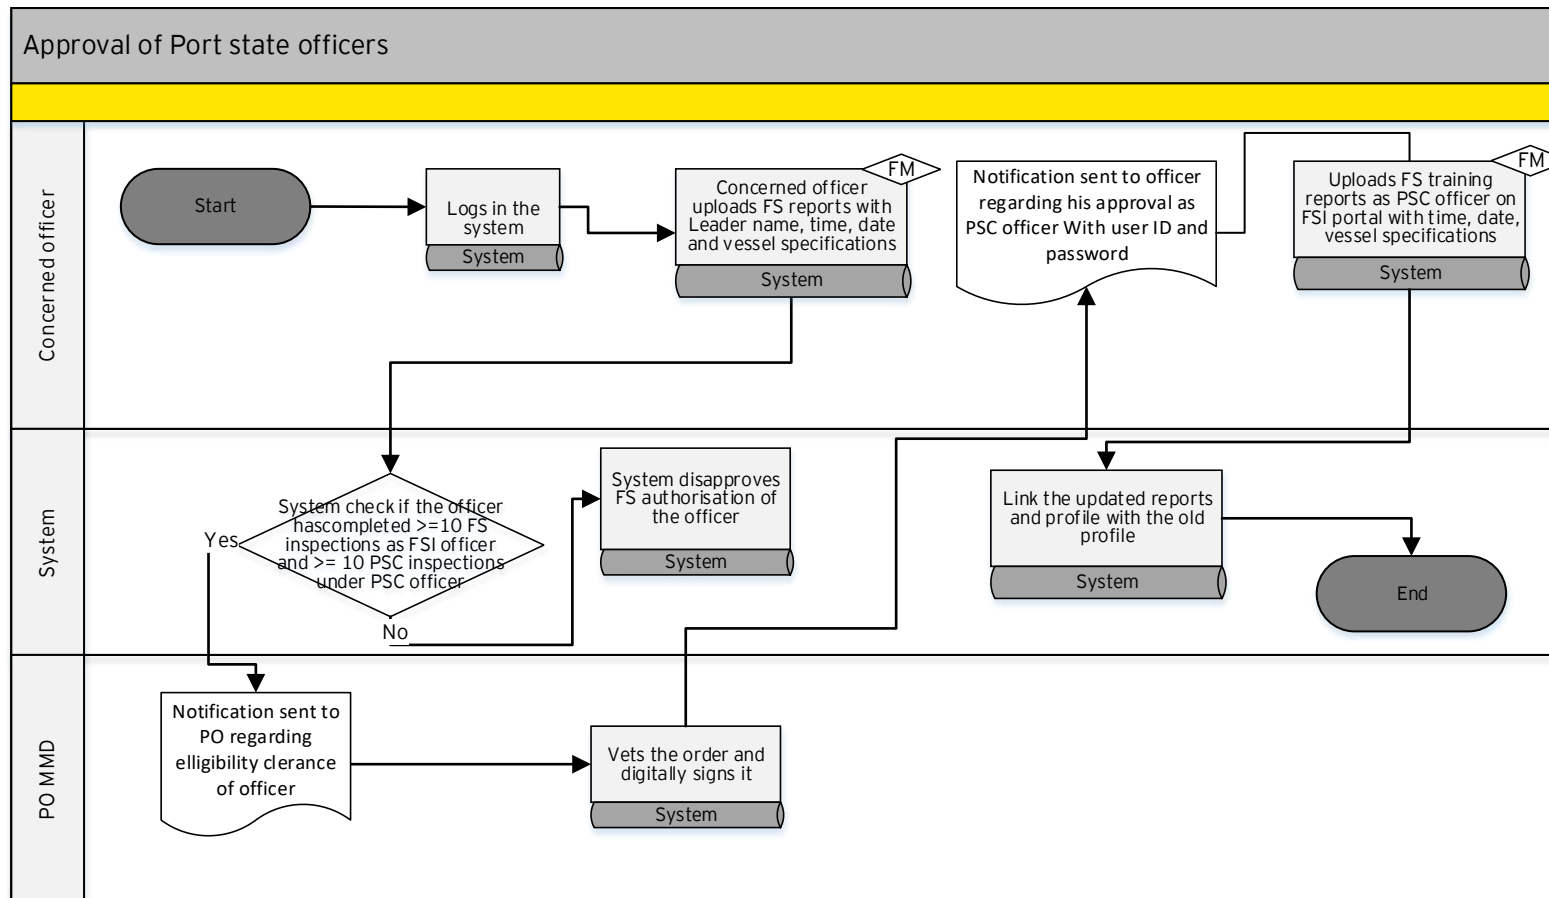 Approval of Port state officers
Concerned officer
Start
Logs in the
system
System
FM
Concerned officer
uploads FS reports with
Leader name, time, date
and vessel specifications
System
Notification sent to officer
regarding his approval as
PSC officer With user ID and
password
FM
Uploads FS training
reports as PSC officer on
FSI portal with time, date,
vessel specifications
System
System
System check if the officer
hascompleted >=10 FS
inspections as FSI officer
and >= 10 PSC inspections
under PSC officer
Yes
No
System disapproves
FS authorisation of
the officer
System
Link the updated reports
and profile with the old
profile
System
End
PO MMD
Notification sent to
PO regarding
elligibility clerance
of officer
Vets the order and
digitally signs it
System